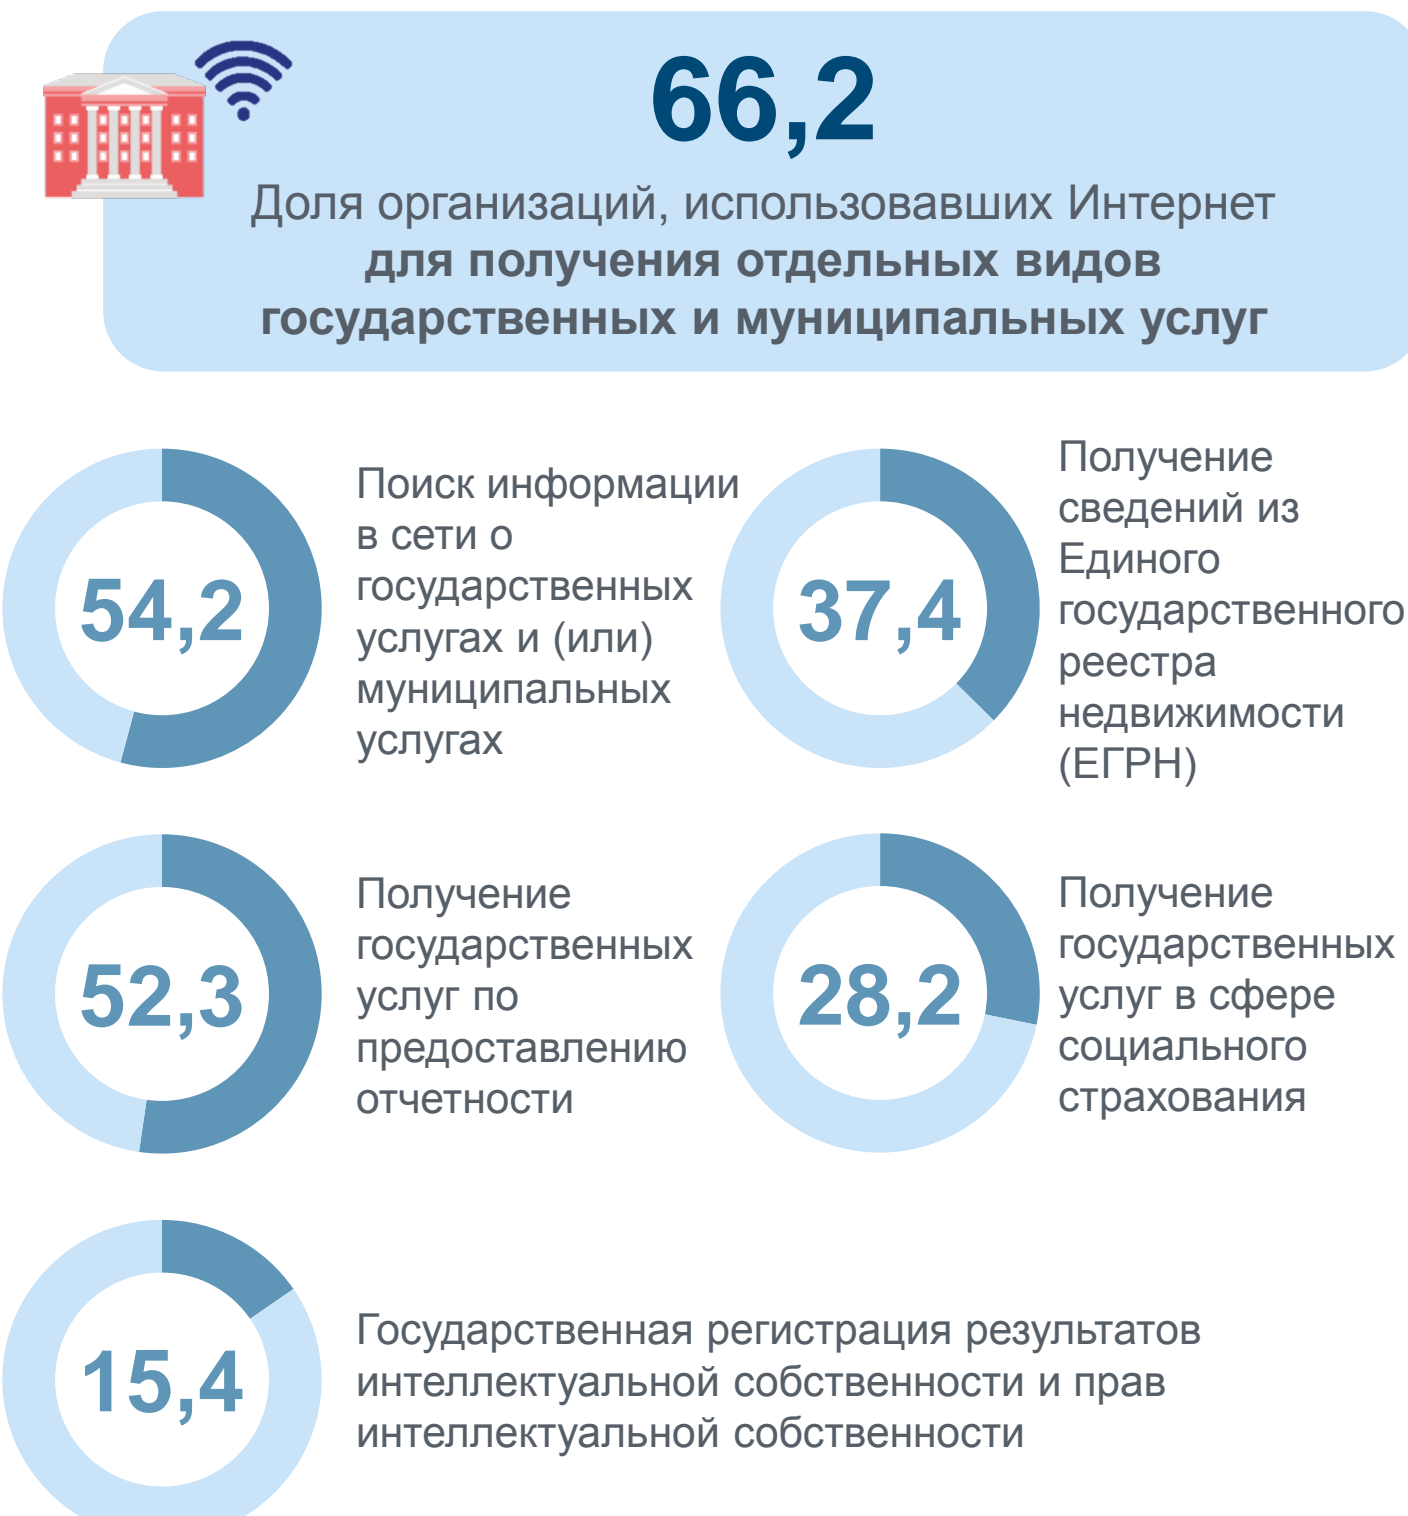 66,2
Доля организаций, использовавших Интернет
для получения отдельных видов
государственных и муниципальных услуг
54,2
Поиск информации
в сети о
государственных
услугах и (или)
муниципальных
услугах
37,4
Получение
сведений из
Единого
государственного
реестра
недвижимости
(ЕГРН)
52,3
Получение
государственных
услуг по
предоставлению
отчетности
28,2
Получение
государственных
услуг в сфере
социального
страхования
15,4
Государственная регистрация результатов
интеллектуальной собственности и прав
интеллектуальной собственности